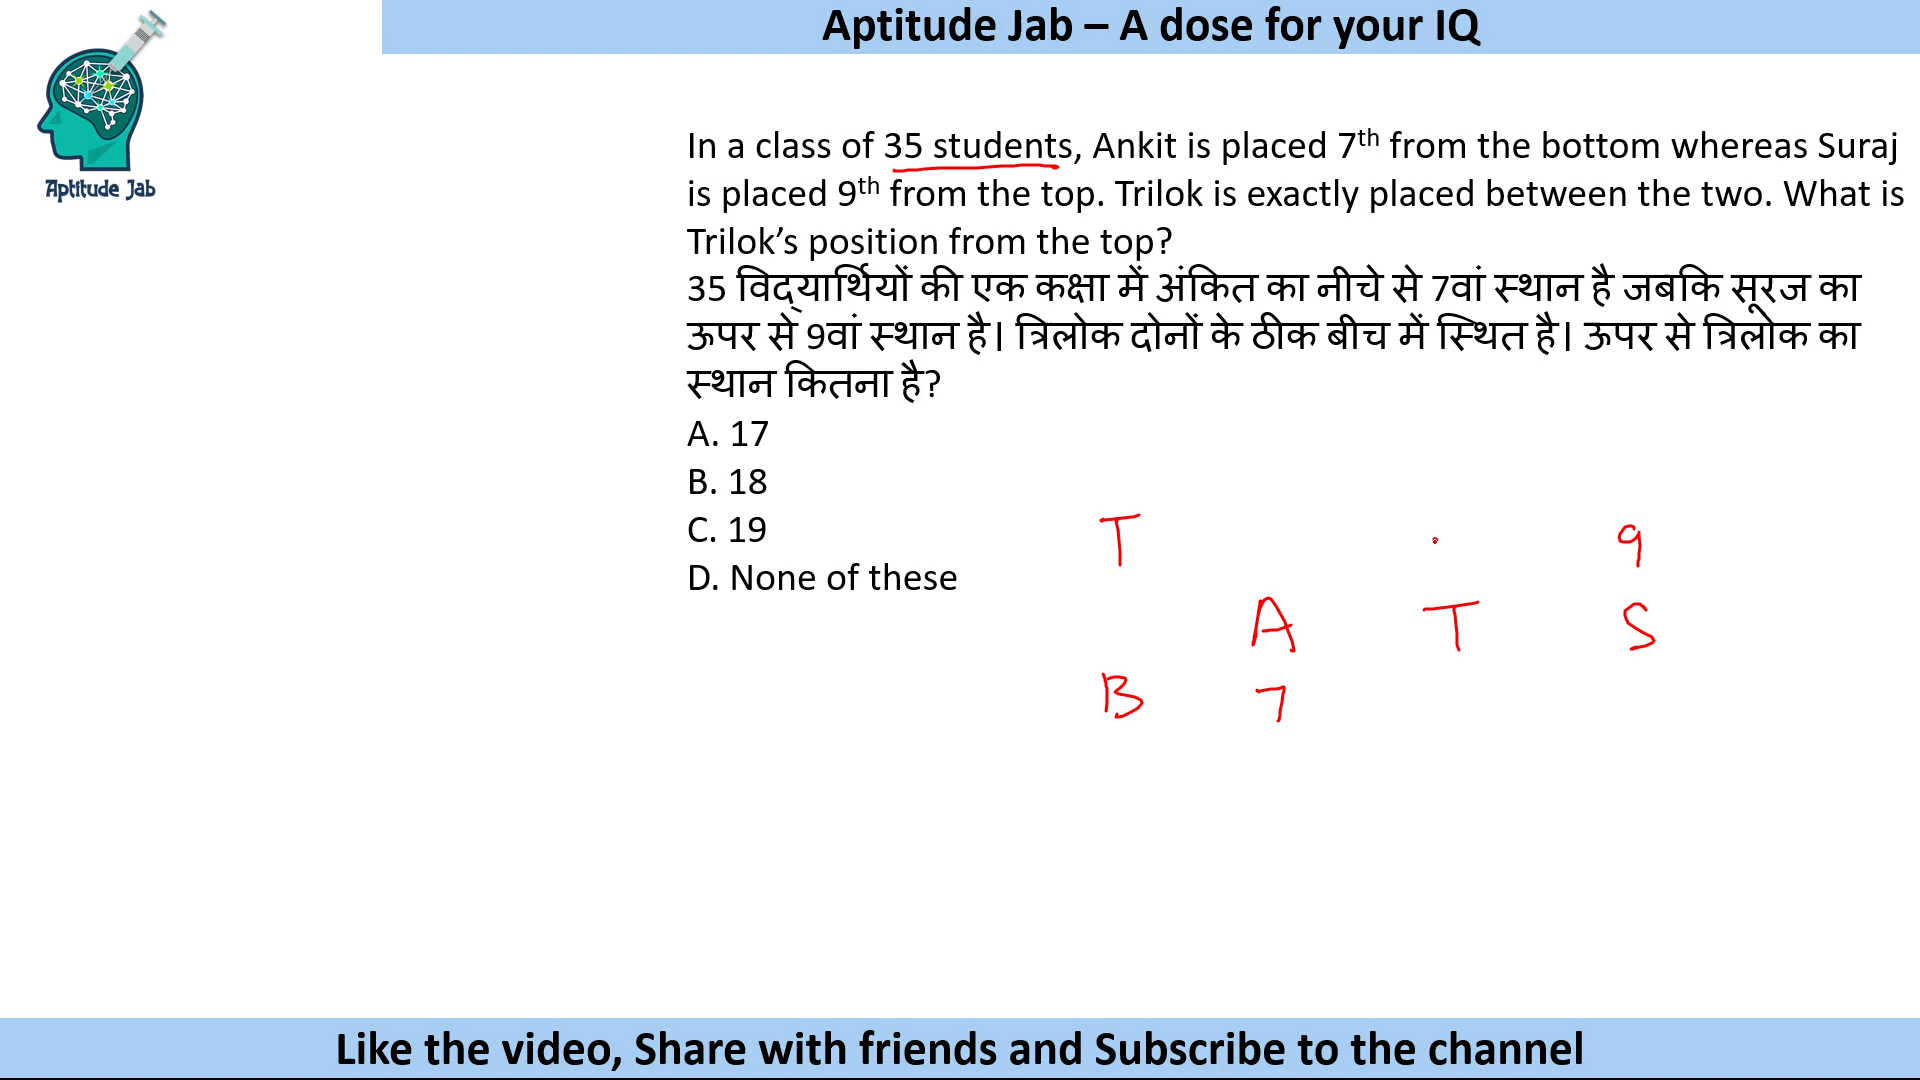 Aptitude Jab – A dose for your IQ
Aptitude Jab
In a class of 35 students, Ankit is placed 7th from the bottom whereas Suraj
is placed 9th from the top. Trilok is exactly placed between the two. What is
Trilok’s position from the top?
35 विद्यार्थियों की एक कक्षा में अंकित का नीचे से 7वां स्थान है जबकि सूरज का
ऊपर से 9वां स्थान है। त्रिलोक दोनों के ठीक बीच में स्थित है। ऊपर से त्रिलोक का
स्थान कितना है?
A. 17
B. 18
C. 19
D. None of these
T 9
A T S
B 7
Like the video, Share with friends and Subscribe to the channel